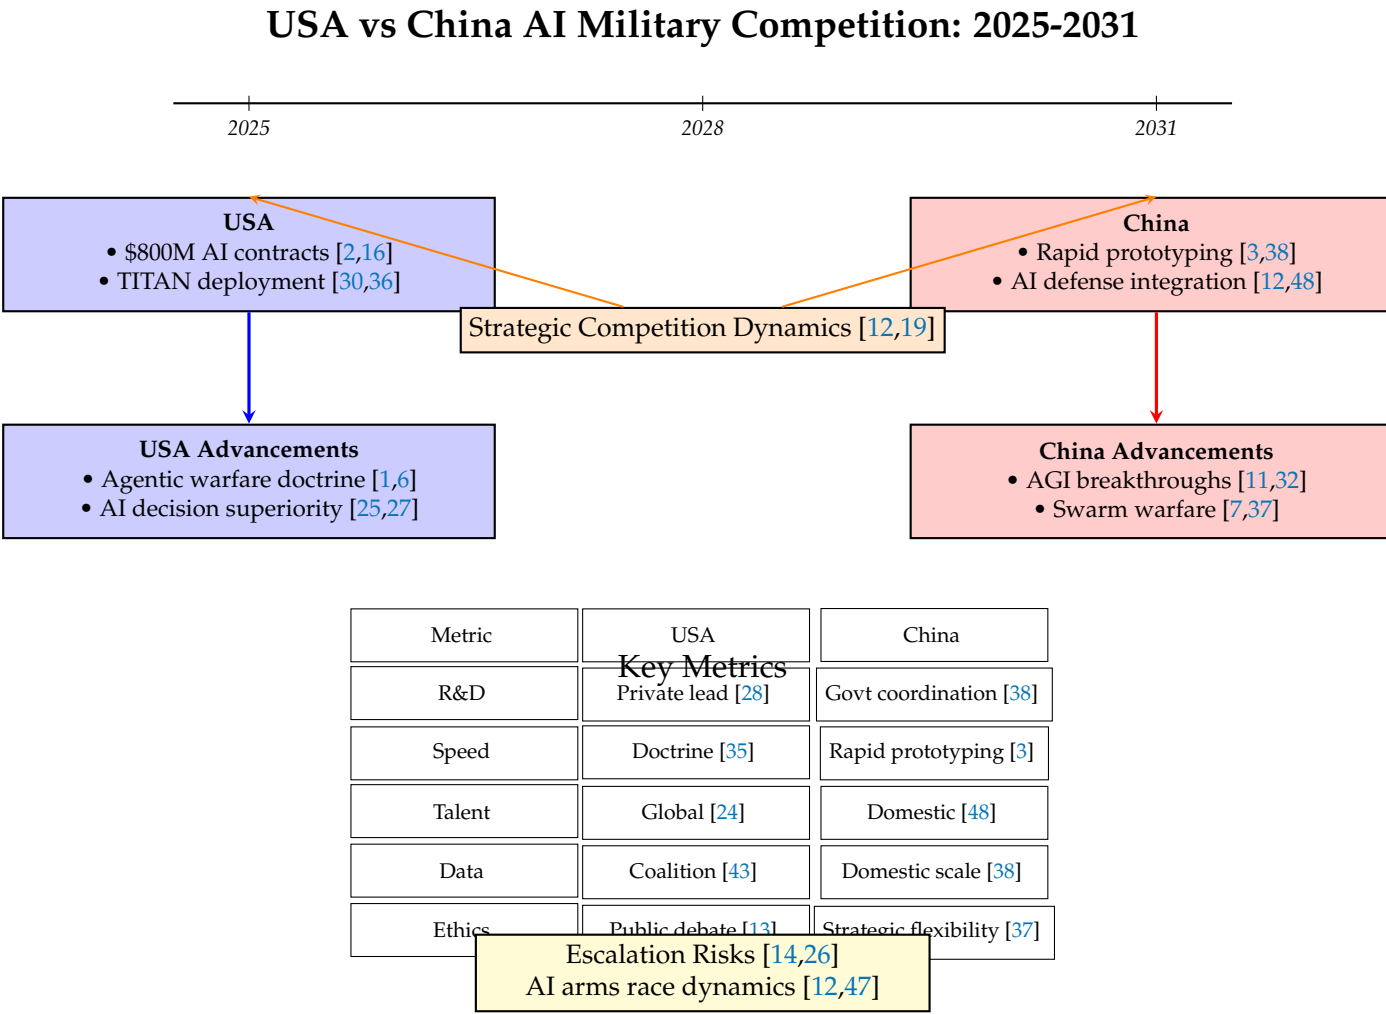 USA vs China AI Military Competition: 2025-2031
2025
2028
2031
USA
• $800M AI contracts [2,16]
• TITAN deployment [30,36]
China
• Rapid prototyping [3,38]
• AI defense integration [12,48]
Strategic Competition Dynamics [12,19]
USA Advancements
• Agentic warfare doctrine [1,6]
• AI decision superiority [25,27]
China Advancements
• AGI breakthroughs [11,32]
• Swarm warfare [7,37]
Key Metrics
Metric
USA
China
R&D
Private lead [28]
Govt coordination [38]
Speed
Doctrine [35]
Rapid prototyping [3]
Talent
Global [24]
Domestic [48]
Data
Coalition [43]
Domestic scale [38]
Ethics
Public debate [13]
Strategic flexibility [37]
Escalation Risks [14,26]
AI arms race dynamics [12,47]